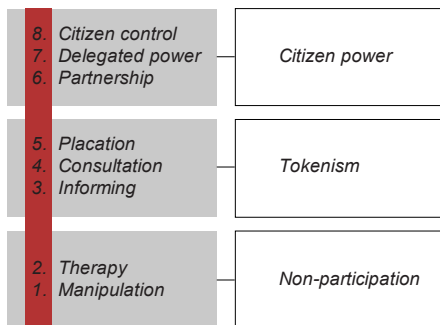 8. Citizen control
7. Delegated power
6. Partnership
Citizen power
5. Placation
4. Consultation
3. Informing
Tokenism
2. Therapy
1. Manipulation
Non-participation